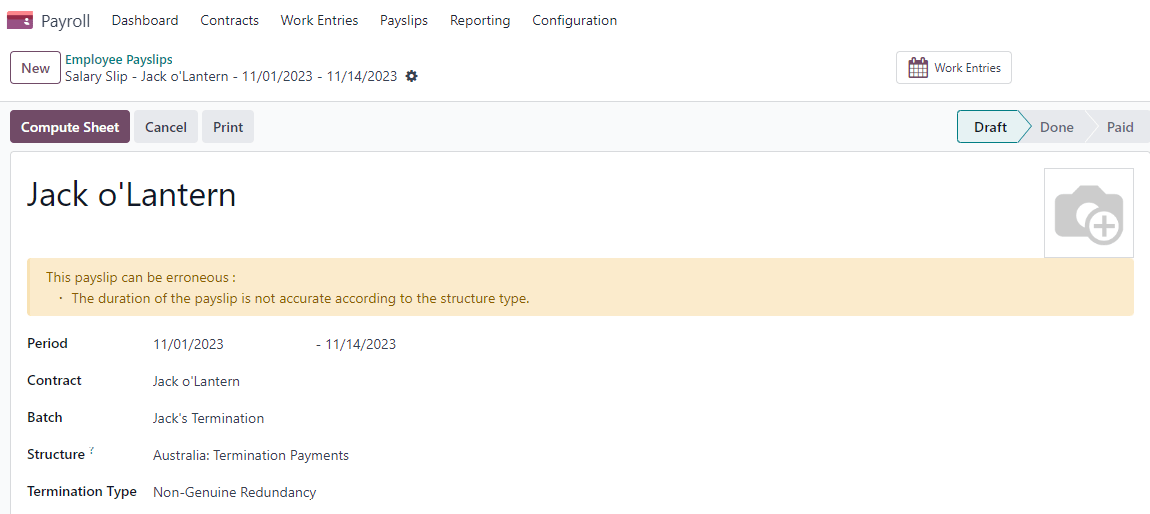 Payroll Dashboard Contracts Work Entries Payslips Reporting Configuration
New Employee Payslips
Salary Slip - Jack o'Lantern - 11/01/2023 - 11/14/2023
Work Entries
Compute Sheet Cancel Print Draft Done Paid
Jack o'Lantern
This payslip can be erroneous :
· The duration of the payslip is not accurate according to the structure type.
Period 11/01/2023 - 11/14/2023
Contract Jack o'Lantern
Batch Jack's Termination
Structure ? Australia: Termination Payments
Termination Type Non-Genuine Redundancy